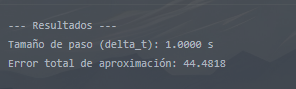 --- Resultados ---
Tamaño de paso (delta_t): 1.0000 s
Error total de aproximación: 44.4818